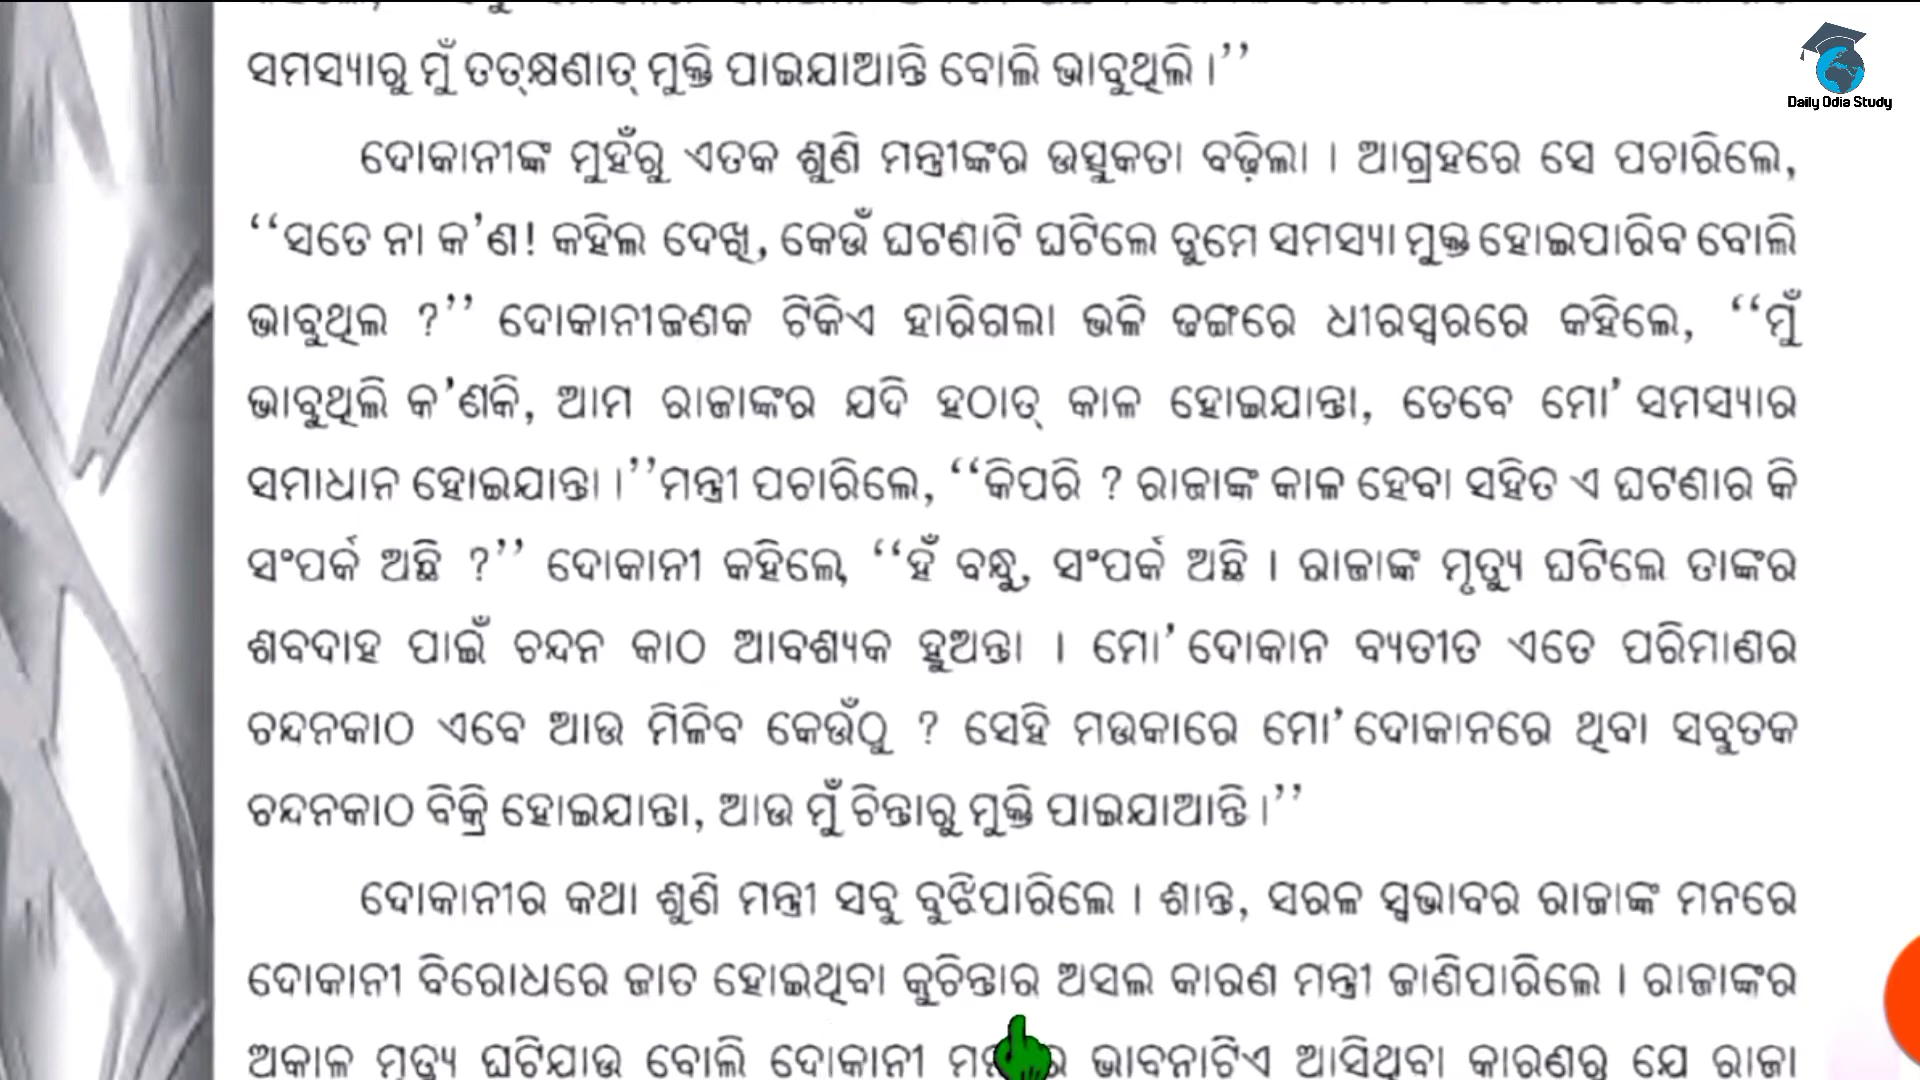 ସମସ୍ୟାରୁ ମୁଁ ତତ୍‌କ୍ଷଣାତ୍ ମୁକ୍ତି ପାଇଯାଆନ୍ତି ବୋଲି ଭାବୁଥିଲି ।’’
Daily Odia Study
ଦୋକାନୀଙ୍କ ମୁହଁରୁ ଏତକ ଶୁଣି ମନ୍ତ୍ରୀଙ୍କର ଉତ୍ସୁକତା ବଢ଼ିଲା । ଆଗ୍ରହରେ ସେ ପଚାରିଲେ,
‘‘ସତେ ନା କ’ଣ! କହିଲ ଦେଖି, କେଉଁ ଘଟଣାଟି ଘଟିଲେ ତୁମେ ସମସ୍ୟା ମୁକ୍ତ ହୋଇପାରିବ ବୋଲି
ଭାବୁଥିଲ ?’’ ଦୋକାନୀଜଣକ ଟିକିଏ ହାରିଗଲା ଭଳି ଢଙ୍ଗରେ ଧୀରସ୍ୱରରେ କହିଲେ, ‘‘ମୁଁ
ଭାବୁଥିଲି କ’ଣକି, ଆମ ରାଜାଙ୍କର ଯଦି ହଠାତ୍ କାଳ ହୋଇଯାନ୍ତା, ତେବେ ମୋ’ ସମସ୍ୟାର
ସମାଧାନ ହୋଇଯାନ୍ତା ।’’ମନ୍ତ୍ରୀ ପଚାରିଲେ, ‘‘କିପରି ? ରାଜାଙ୍କ କାଳ ହେବା ସହିତ ଏ ଘଟଣାର କି
ସଂପର୍କ ଅଛି ?’’ ଦୋକାନୀ କହିଲେ, ‘‘ହଁ ବନ୍ଧୁ, ସଂପର୍କ ଅଛି । ରାଜାଙ୍କ ମୃତ୍ୟୁ ଘଟିଲେ ତାଙ୍କର
ଶବଦାହ ପାଇଁ ଚନ୍ଦନ କାଠ ଆବଶ୍ୟକ ହୁଅନ୍ତା । ମୋ’ ଦୋକାନ ବ୍ୟତୀତ ଏତେ ପରିମାଣର
ଚନ୍ଦନକାଠ ଏବେ ଆଉ ମିଳିବ କେଉଁଠୁ ? ସେହି ମଉକାରେ ମୋ’ ଦୋକାନରେ ଥିବା ସବୁତକ
ଚନ୍ଦନକାଠ ବିକ୍ରି ହୋଇଯାନ୍ତା, ଆଉ ମୁଁ ଚିନ୍ତାରୁ ମୁକ୍ତି ପାଇଯାଆନ୍ତି ।’’
ଦୋକାନୀର କଥା ଶୁଣି ମନ୍ତ୍ରୀ ସବୁ ବୁଝିପାରିଲେ । ଶାନ୍ତ, ସରଳ ସ୍ୱଭାବର ରାଜାଙ୍କ ମନରେ
ଦୋକାନୀ ବିରୋଧରେ ଜାତ ହୋଇଥିବା କୁଚିନ୍ତାର ଅସଲ କାରଣ ମନ୍ତ୍ରୀ ଜାଣିପାରିଲେ । ରାଜାଙ୍କର
ଅକାଳ ମୃତ୍ୟୁ ଘଟିଯାଉ ବୋଲି ଦୋକାନୀ ଭାବନାଟିଏ ଆସିଥିବା କାରଣରୁ ଯେ ରାଜା